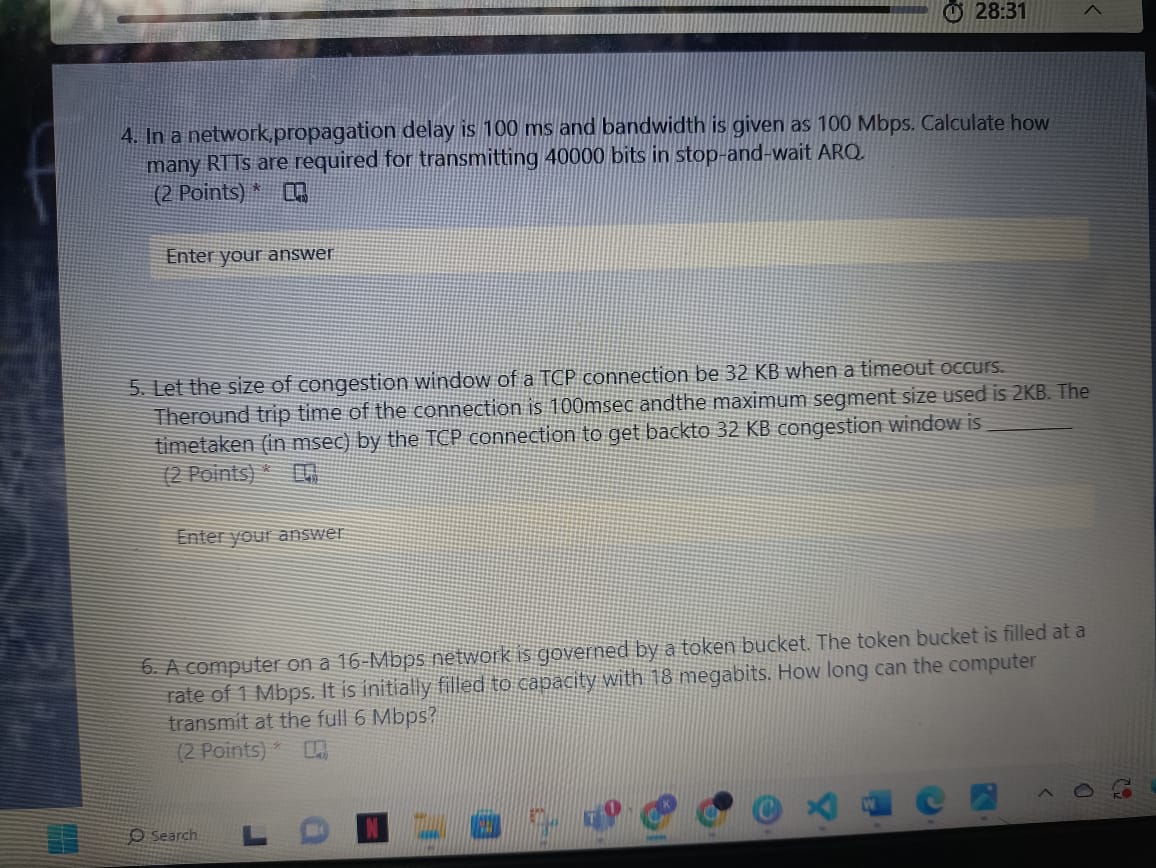 28:31
4. In a network,propagation delay is 100 ms and bandwidth is given as 100 Mbps. Calculate how
many RTTs are required for transmitting 40000 bits in stop-and-wait ARQ.
(2 Points) *
Enter your answer
5. Let the size of congestion window of a TCP connection be 32 KB when a timeout occurs.
Theround trip time of the connection is 100msec andthe maximum segment size used is 2KB. The
timetaken (in msec) by the TCP connection to get backto 32 KB congestion window is ________
(2 Points) *
Enter your answer
6. A computer on a 16-Mbps network is governed by a token bucket. The token bucket is filled at a
rate of 1 Mbps. It is initially filled to capacity with 18 megabits. How long can the computer
transmit at the full 6 Mbps?
(2 Points) *
Search